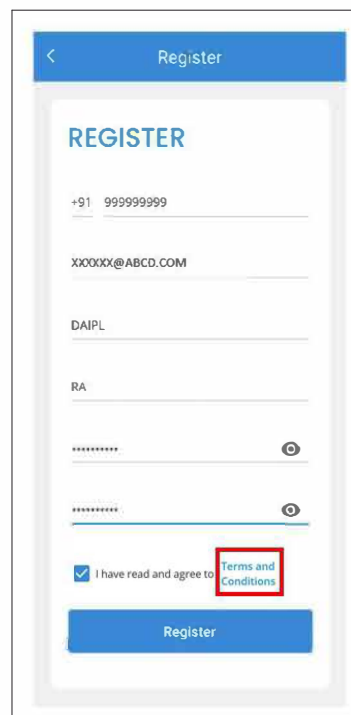 Register
REGISTER
+91 999999999
XXXXXX@ABCD.COM
DAIPL
RA
**********
**********
I have read and agree to Terms and
Conditions
Register